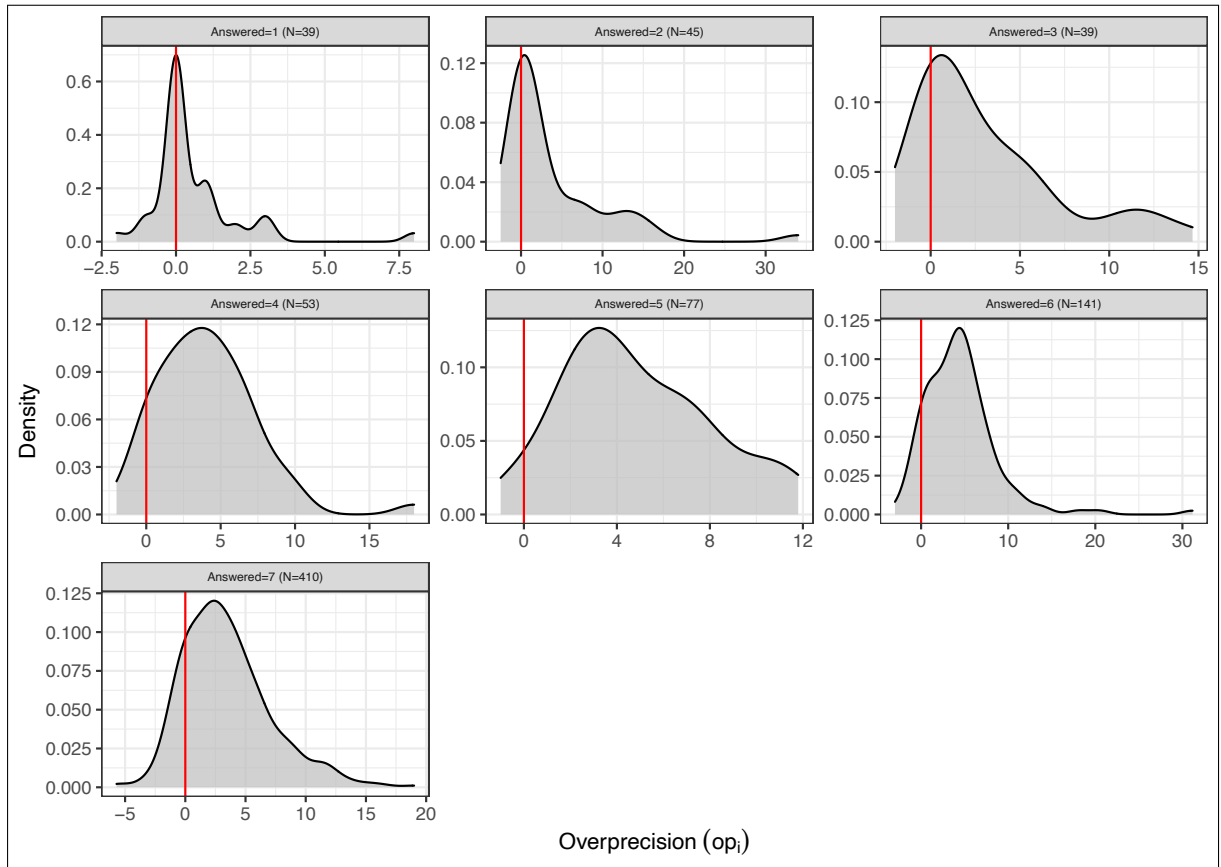 Answered=1 (N=39)
Answered=2 (N=45)
Answered=3 (N=39)
0.6
0.4
0.2
0.0
−2.5 0.0 2.5 5.0 7.5
0.12
0.08
0.04
0.00
0 10 20 30
0.10
0.05
0.00
0 5 10 15
Answered=4 (N=53)
Answered=5 (N=77)
Answered=6 (N=141)
0.12
0.09
0.06
0.03
0.00
0 5 10 15
0.10
0.05
0.00
0 4 8 12
0.125
0.100
0.075
0.050
0.025
0.000
0 10 20 30
Answered=7 (N=410)
0.125
0.100
0.075
0.050
0.025
0.000
−5 0 5 10 15 20
Density
Overprecision (opᵢ)